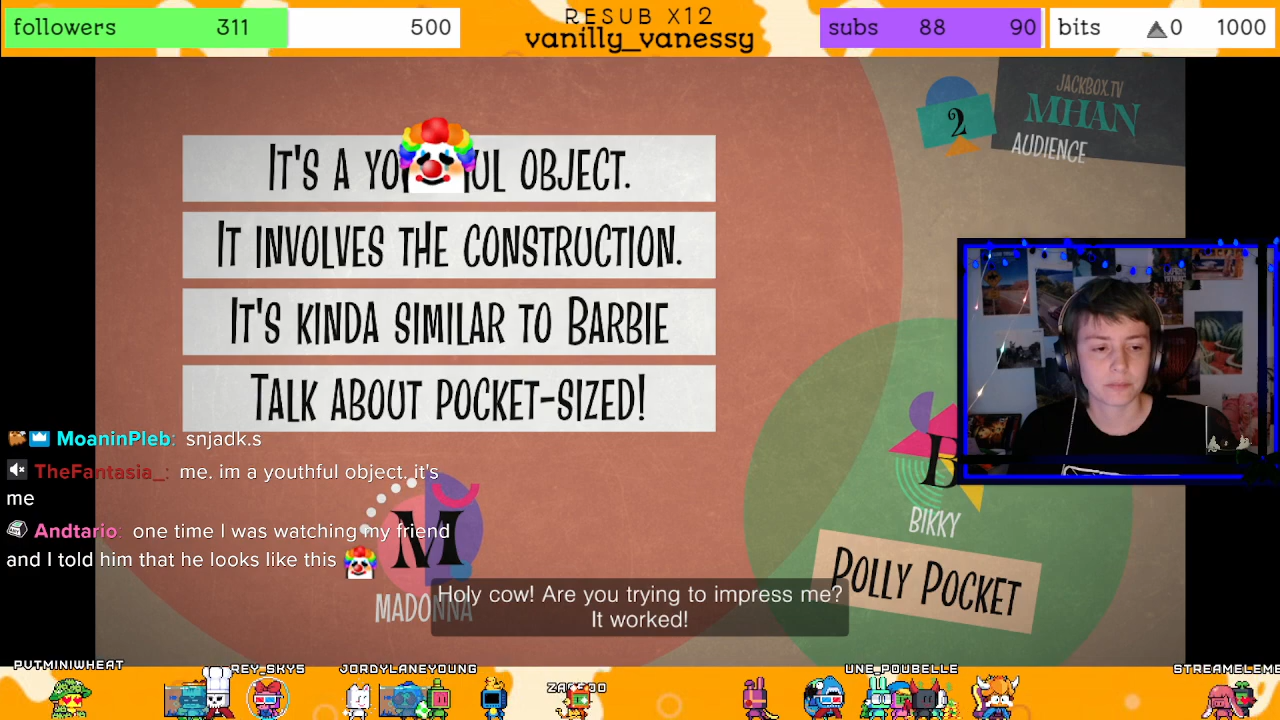 followers 311 500
RESUB X12
vanilly_vanessy
subs 88 90
bits 0 1000
JACKBOX.TV
MHAN
AUDIENCE
2
IT'S A YO UL OBJECT.
IT INVOLVES THE CONSTRUCTION.
IT'S KINDA SIMILAR TO BARBIE
TALK ABOUT POCKET-SIZED!
MoaninPleb: snjadk.s
TheFantasia_: me. im a youthful object. it's
me
Andtario: one time I was watching my friend
and I told him that he looks like this
M
MADONNA
B
BIKKY
POLLY POCKET
Holy cow! Are you trying to impress me?
It worked!
PUTMINIWHEAT
REY_SKY5
JORDYLANEYOUNG
UNE_POUBELLE
STREAMELEME